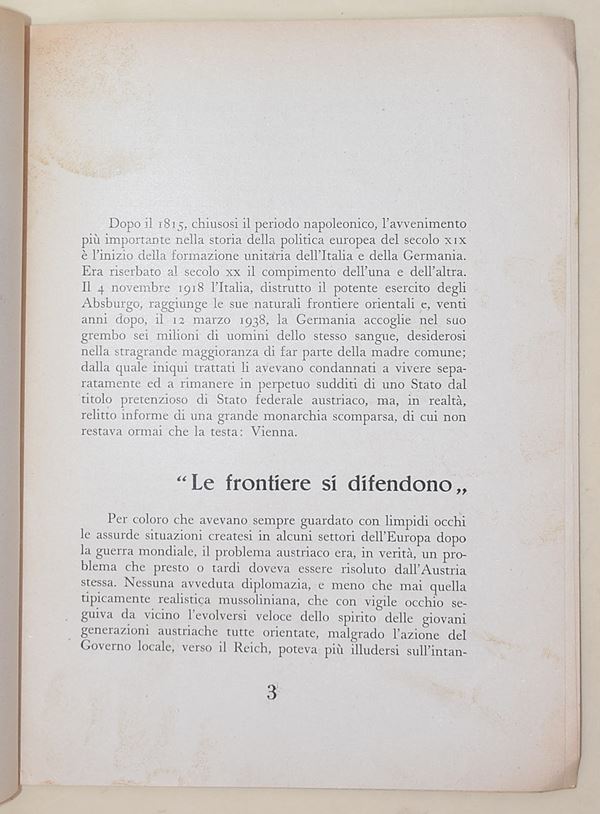 Dopo il 1815, chiusosi il periodo napoleonico, l'avvenimento
più importante nella storia della politica europea del secolo XIX
è l'inizio della formazione unitaria dell'Italia e della Germania.
Era riserbato al secolo XX il compimento dell'una e dell'altra.
Il 4 novembre 1918 l'Italia, distrutto il potente esercito degli
Absburgo, raggiunge le sue naturali frontiere orientali e, venti
anni dopo, il 12 marzo 1938, la Germania accoglie nel suo
grembo sei milioni di uomini dello stesso sangue, desiderosi
nella stragrande maggioranza di far parte della madre comune;
dalla quale iniqui trattati li avevano condannati a vivere sepa-
ratamente ed a rimanere in perpetuo sudditi di uno Stato dal
titolo pretenzioso di Stato federale austriaco, ma, in realtà,
relitto informe di una grande monarchia scomparsa, di cui non
restava ormai che la testa: Vienna.
“Le frontiere si difendono„
Per coloro che avevano sempre guardato con limpidi occhi
le assurde situazioni createsi in alcuni settori dell'Europa dopo
la guerra mondiale, il problema austriaco era, in verità, un pro-
blema che presto o tardi doveva essere risoluto dall'Austria
stessa. Nessuna avveduta diplomazia, e meno che mai quella
tipicamente realistica mussoliniana, che con vigile occhio se-
guiva da vicino l'evolversi veloce dello spirito delle giovani
generazioni austriache tutte orientate, malgrado l'azione del
Governo locale, verso il Reich, poteva più illudersi sull'intan-
3